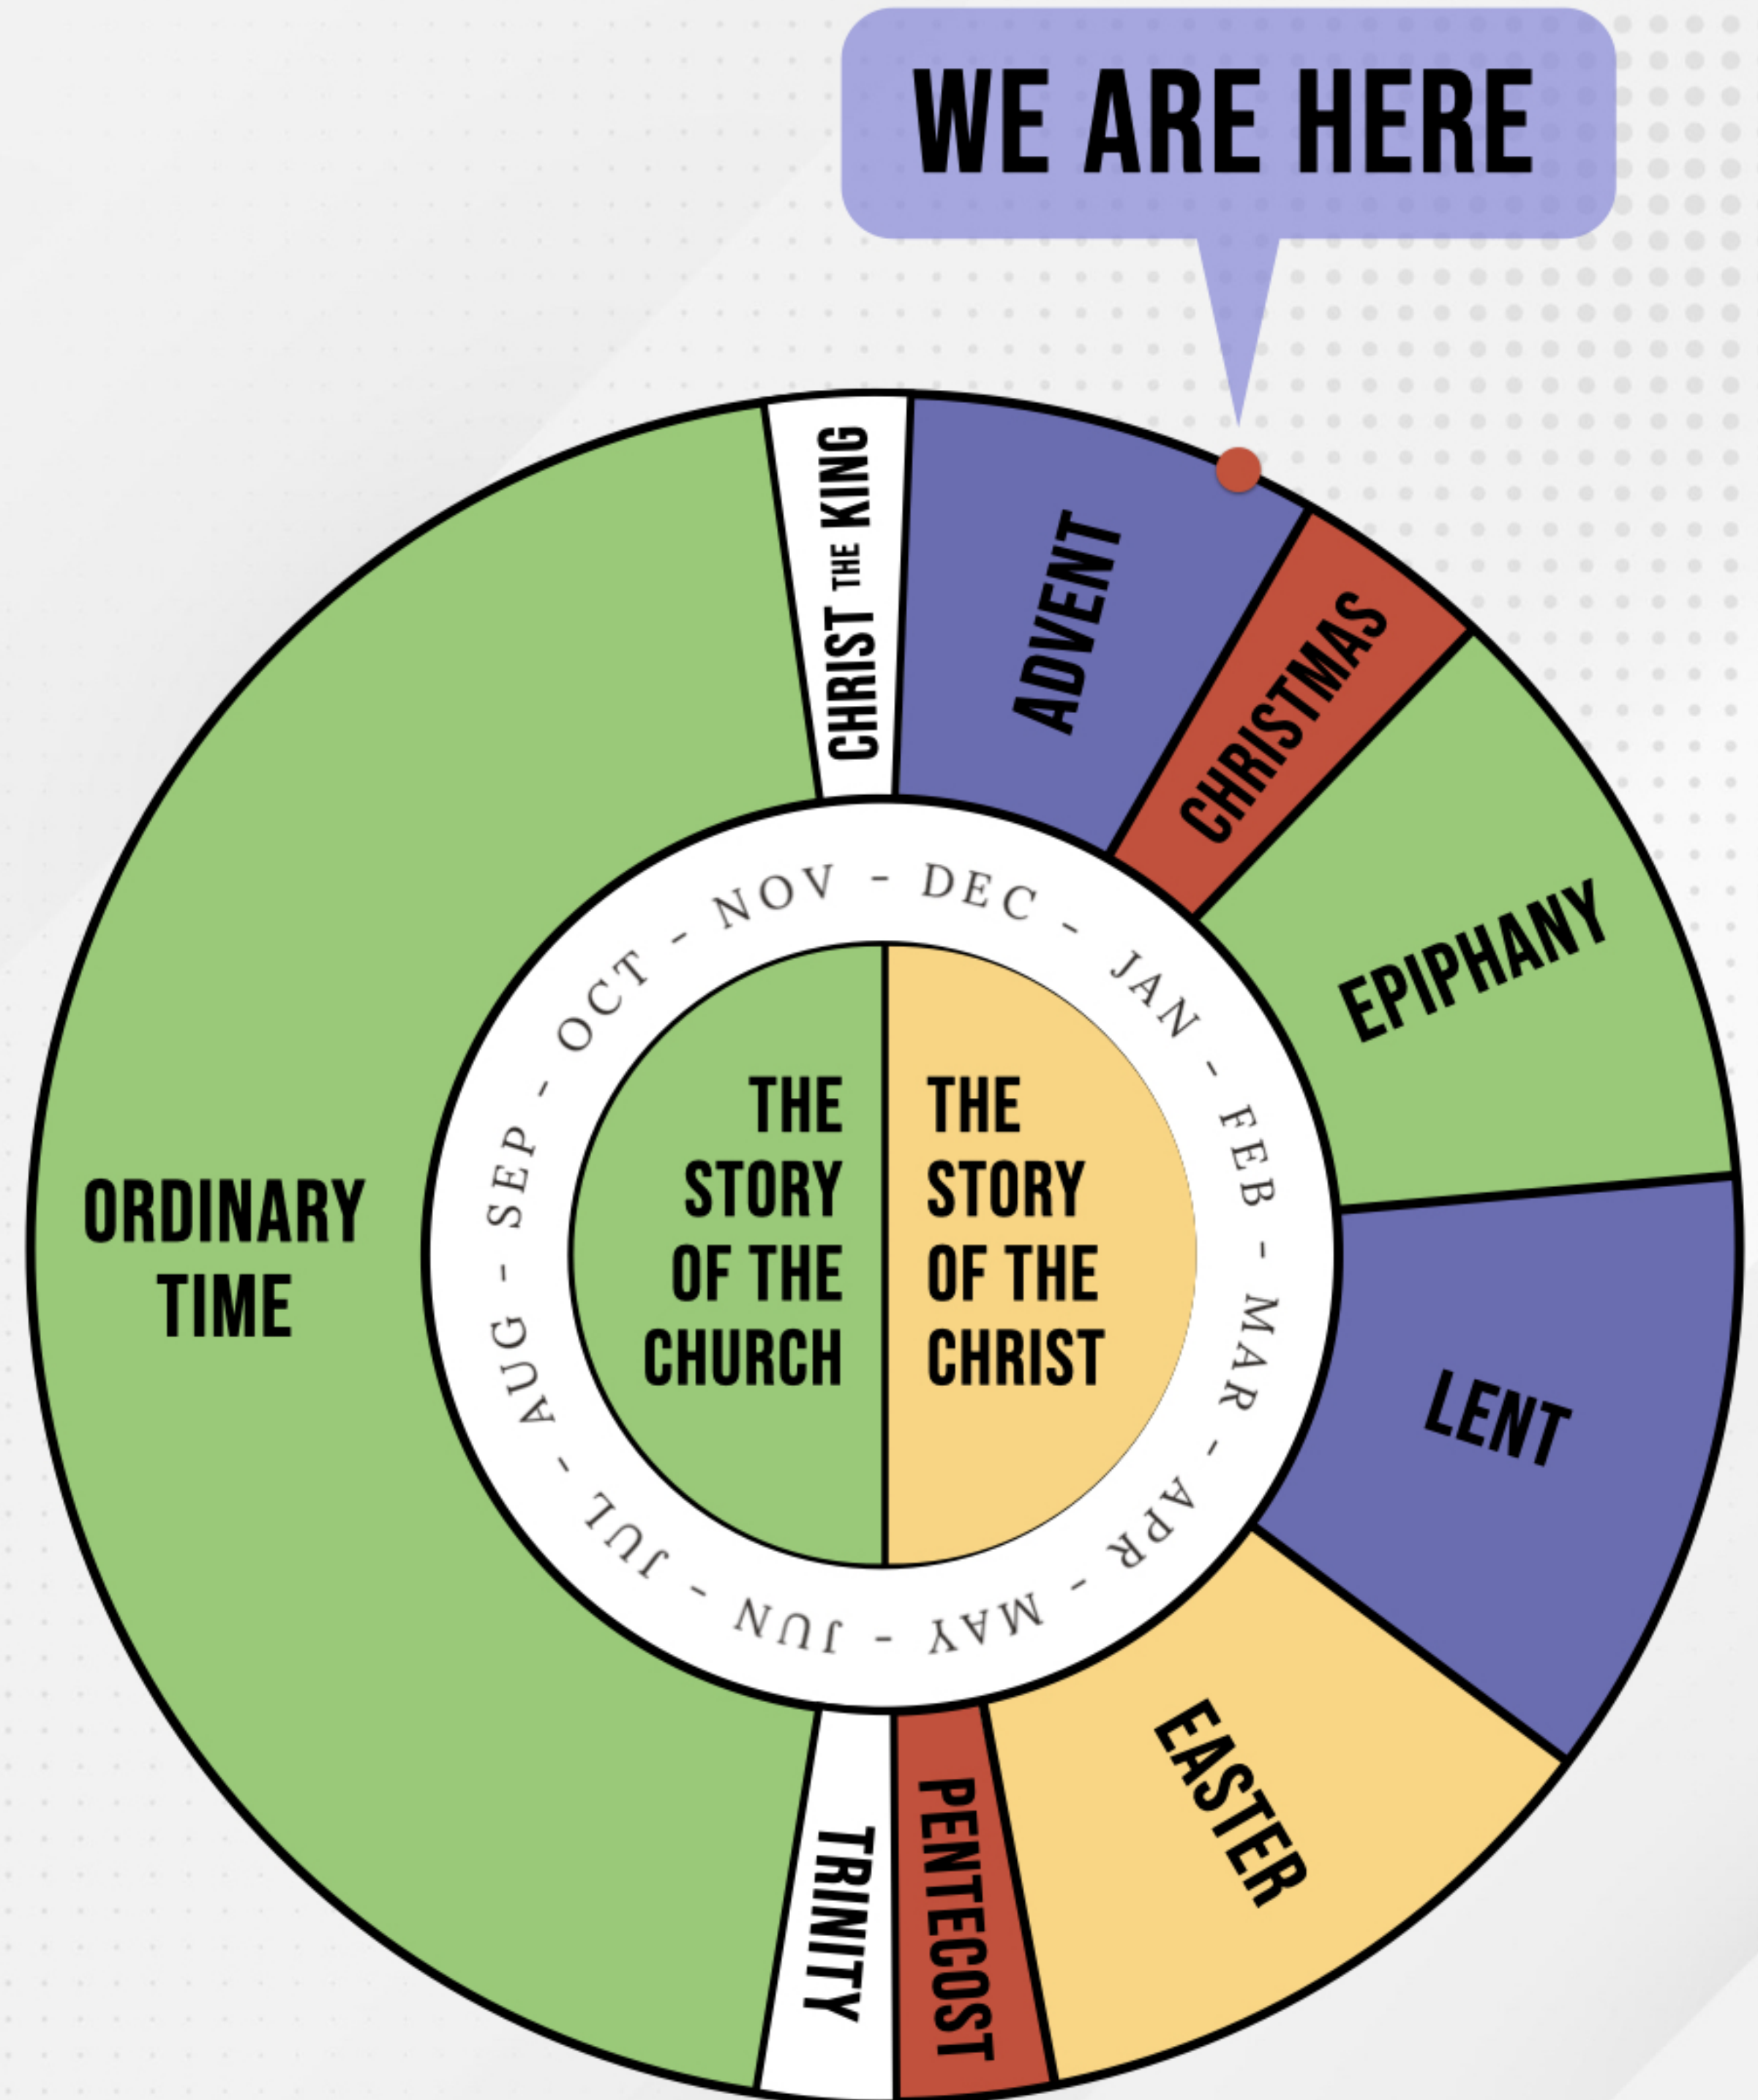 WE ARE HERE
CHRIST THE KING
ADVENT
CHRISTMAS
EPIPHANY
LENT
EASTER
PENTECOST
TRINITY
ORDINARY
TIME
NOV - DEC - JAN - FEB - MAR - APR - MAY - JUN - JUL - AUG - SEP - OCT -
THE
STORY
OF THE
CHURCH
THE
STORY
OF THE
CHRIST